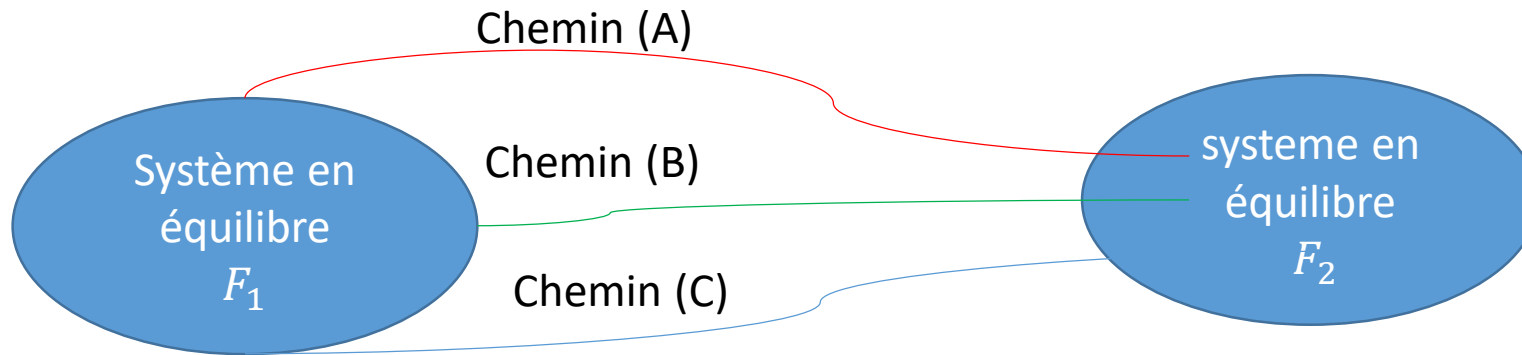 Chemin (A)
Système en
équilibre
F₁
Chemin (B)
Chemin (C)
systeme en
équilibre
F₂